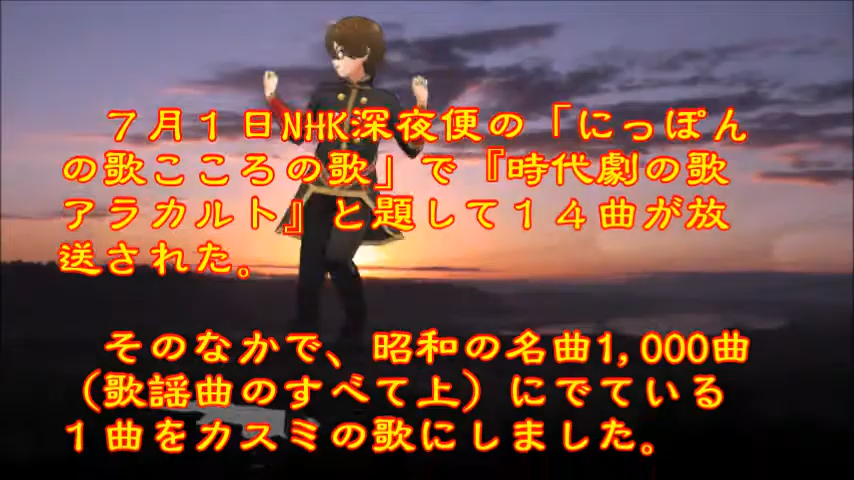 ７月１日NHK深夜便の「にっぽん
の歌こころの歌」で『時代劇の歌
アラカルト』と題して１４曲が放
送された。
そのなかで、昭和の名曲1,000曲
（歌謡曲のすべて上）にでている
１曲をカスミの歌にしました。